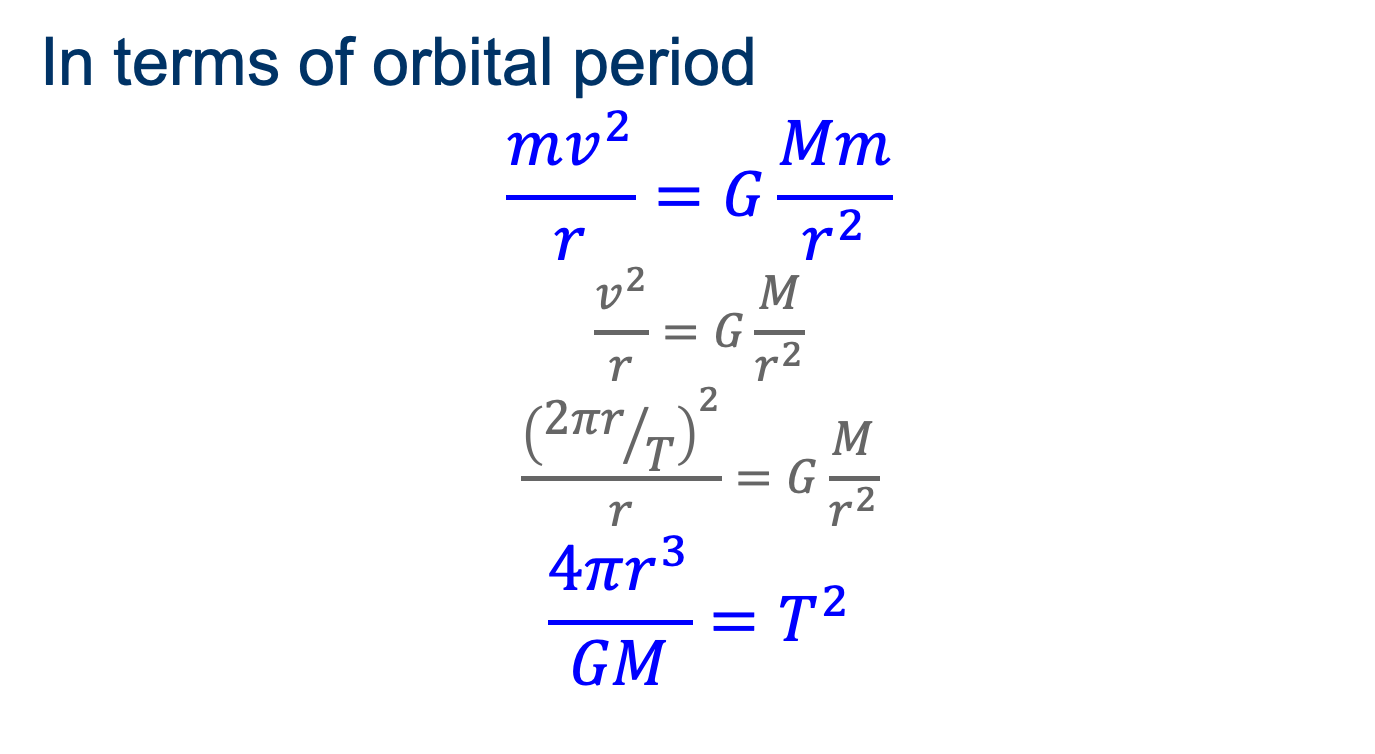 In terms of orbital period
mv²/r = G Mm/r²
v²/r = G M/r²
(2πr/T)²/r = G M/r²
4πr³/GM = T²